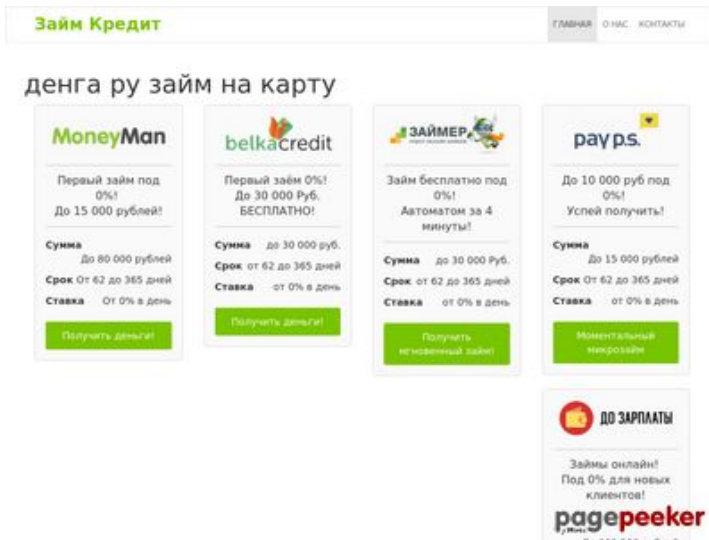 Займ Кредит
ГЛАВНАЯ О НАС КОНТАКТЫ
денга ру займ на карту
MoneyMan
Первый займ под
0%!
До 15 000 рублей!
Сумма
До 80 000 рублей
Срок От 62 до 365 дней
Ставка От 0% в день
Получить деньги!
belkacredit
Первый заём 0%!
До 30 000 Руб.
БЕСПЛАТНО!
Сумма до 30 000 руб.
Срок от 62 до 365 дней
Ставка от 0% в день
Получить деньги!
ЗАЙМЕР
Займ бесплатно под
0%!
Автоматом за 4
минуты!
Сумма до 30 000 Руб.
Срок от 62 до 365 дней
Ставка от 0% в день
Получить
мгновенный займ!
pay p.s.
До 10 000 руб под
0%!
Успей получить!
Сумма
До 15 000 рублей
Срок От 62 до 365 дней
Ставка От 0% в день
Моментальный
микрозайм
ДО ЗАРПЛАТЫ
Займы онлайн!
Под 0% для новых
клиентов!
pagepeeker